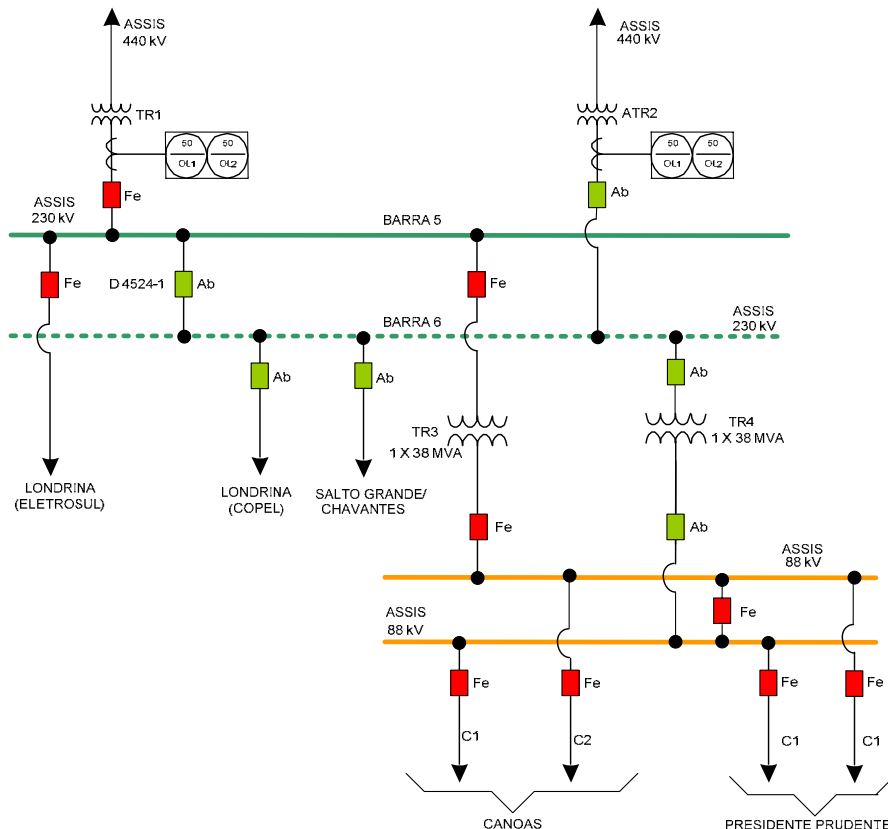 ASSIS
440 kV
ASSIS
440 kV
TR1
ATR2
50
OL1
50
OL2
50
OL1
50
OL2
Fe
Ab
ASSIS
230 kV
BARRA 5
Fe
D 4524-1
Ab
Fe
BARRA 6
ASSIS
230 kV
Ab
Ab
Ab
TR3
1 X 38 MVA
TR4
1 X 38 MVA
LONDRINA
(ELETROSUL)
LONDRINA
(COPEL)
SALTO GRANDE/
CHAVANTES
Fe
Ab
ASSIS
88 kV
ASSIS
88 kV
Fe
Fe
Fe
Fe
Fe
C1
C2
C1
C1
CANOAS
PRESIDENTE PRUDENTE